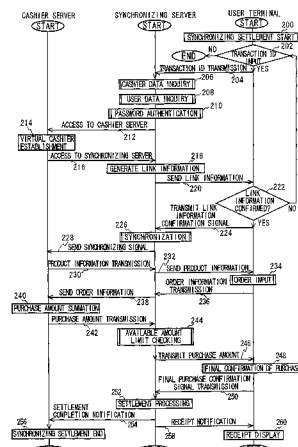 CASHIER SERVER
SYNCHRONIZING SERVER
USER TERMINAL
START
START
START
200
SYNCHRONIZING SETTLEMENT START
NO
202
END
TRANSACTION ID
INPUT
TRANSACTION ID TRANSMISSION
YES
206
204
CASHIER DATA INQUIRY
208
USER DATA INQUIRY
210
PASSWORD AUTHENTICATION
214
ACCESS TO CASHIER SERVER
VIRTUAL CASHIER
212
ESTABLISHMENT
ACCESS TO SYNCHRONIZING SERVER
216
GENERATE LINK INFORMATION
SEND LINK INFORMATION
222
220
LINK
INFORMATION
CONFIRMED?
NO
TRANSMIT LINK
INFORMATION
226
CONFIRMATION SIGNAL
YES
228
SYNCHRONIZATION
224
SEND SYNCHRONIZING SIGNAL
PRODUCT INFORMATION TRANSMISSION
232
SEND PRODUCT INFORMATION
234
230
ORDER INFORMATION
ORDER INPUT
SEND ORDER INFORMATION
TRANSMISSION
240
238
236
PURCHASE AMOUNT SUMMATION
PURCHASE AMOUNT TRANSMISSION
244
242
AVAILABLE AMOUNT
LIMIT CHECKING
246
TRANSMIT PURCHASE AMOUNT
248
FINAL CONFIRMATION OF PURCHAS
FINAL PURCHASE CONFIRMATION
252
SIGNAL TRANSMISSION
250
SETTLEMENT PROCESSING
SETTLEMENT
COMPLETION NOTIFICATION
RECEIPT NOTIFICATION
260
256
254
SYNCHRONIZING SETTLEMENT END
258
RECEIPT DISPLAY